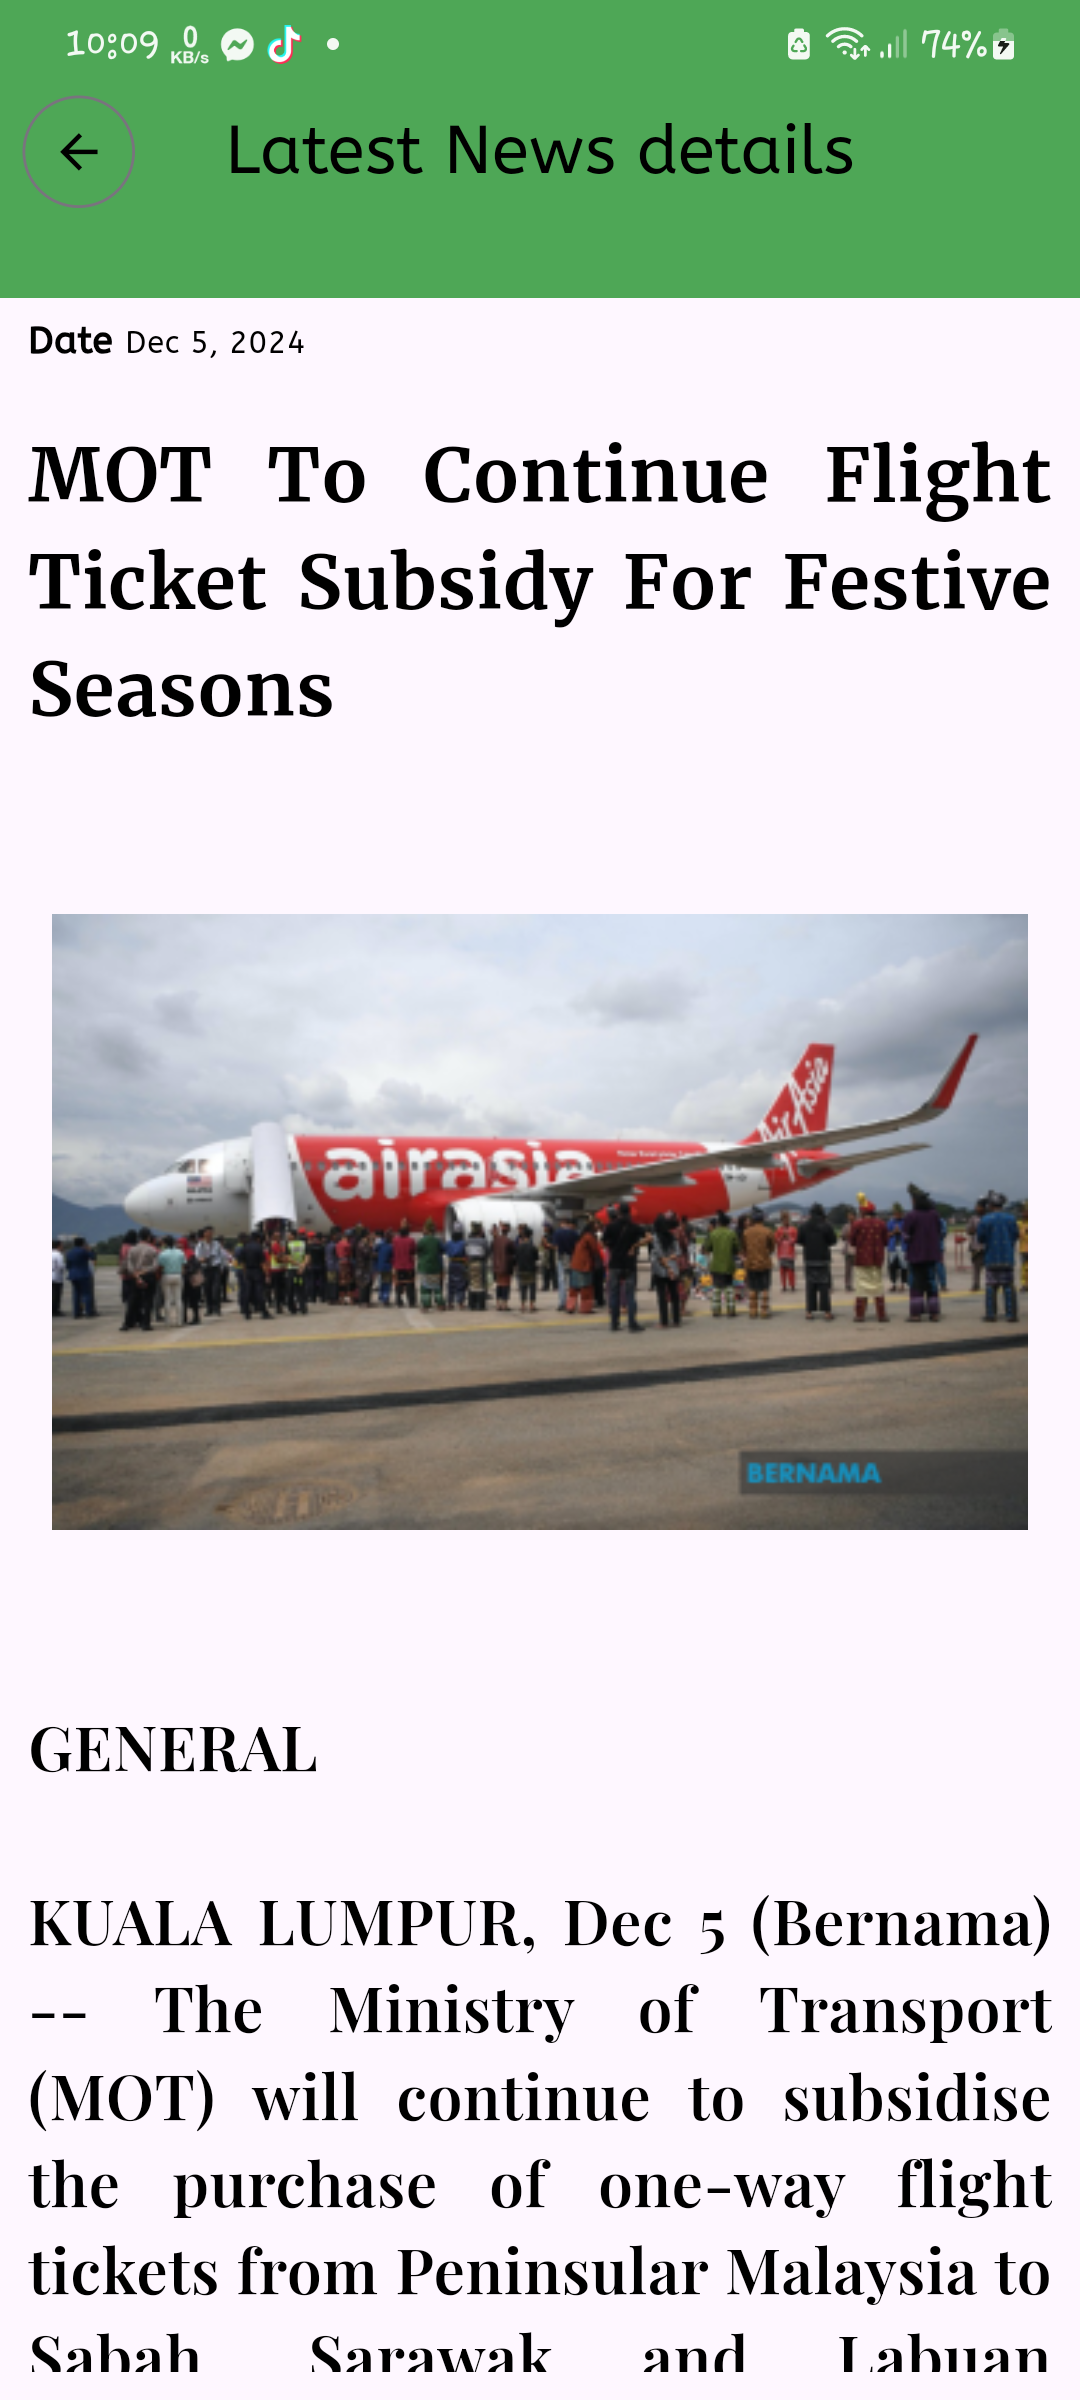 10:09 0 KB/s 74%
Latest News details
Date Dec 5, 2024
MOT To Continue Flight
Ticket Subsidy For Festive
Seasons
airasia
AirAsia
BERNAMA
GENERAL
KUALA LUMPUR, Dec 5 (Bernama)
-- The Ministry of Transport
(MOT) will continue to subsidise
the purchase of one-way flight
tickets from Peninsular Malaysia to
Sabah, Sarawak and Labuan